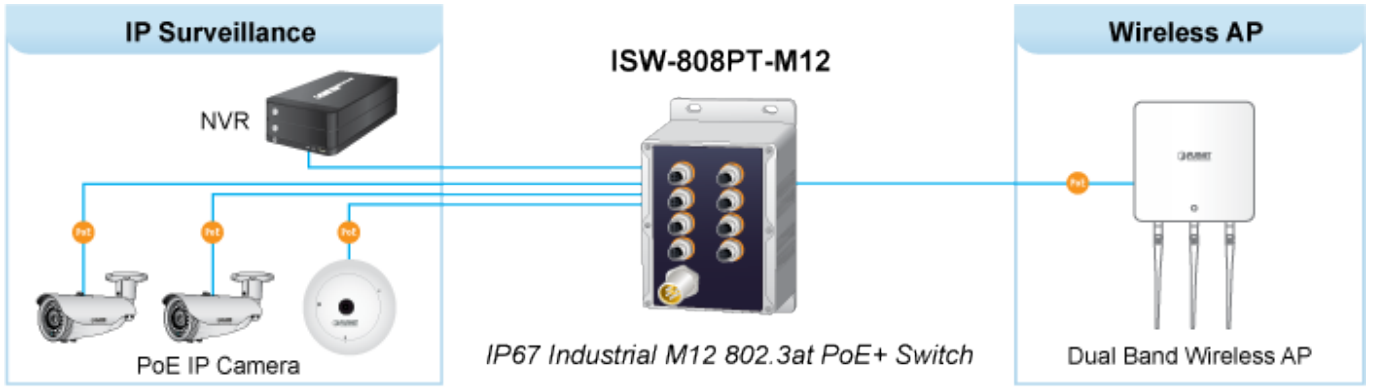 IP Surveillance
ISW-808PT-M12
Wireless AP
NVR
PoE
PoE
PoE
PoE
PLANET
PoE IP Camera
IP67 Industrial M12 802.3at PoE+ Switch
Dual Band Wireless AP